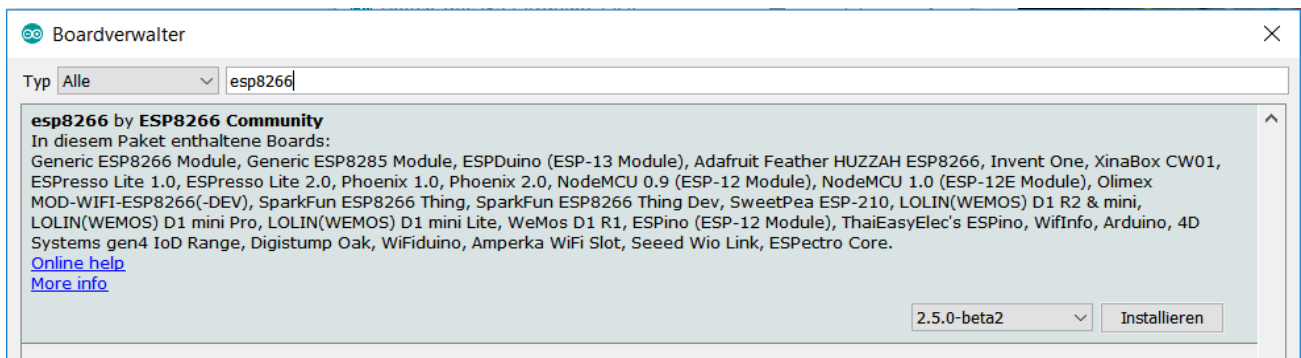 Boardverwalter
Typ Alle esp8266
esp8266 by ESP8266 Community
In diesem Paket enthaltene Boards:
Generic ESP8266 Module, Generic ESP8285 Module, ESPDuino (ESP-13 Module), Adafruit Feather HUZZAH ESP8266, Invent One, XinaBox CW01,
ESPresso Lite 1.0, ESPresso Lite 2.0, Phoenix 1.0, Phoenix 2.0, NodeMCU 0.9 (ESP-12 Module), NodeMCU 1.0 (ESP-12E Module), Olimex
MOD-WIFI-ESP8266(-DEV), SparkFun ESP8266 Thing, SparkFun ESP8266 Thing Dev, SweetPea ESP-210, LOLIN(WEMOS) D1 R2 & mini,
LOLIN(WEMOS) D1 mini Pro, LOLIN(WEMOS) D1 mini Lite, WeMos D1 R1, ESPino (ESP-12 Module), ThaiEasyElec's ESPino, WifInfo, Arduino, 4D
Systems gen4 IoD Range, Digistump Oak, WiFiduino, Amperka WiFi Slot, Seeed Wio Link, ESPectro Core.
Online help
More info
2.5.0-beta2 Installieren